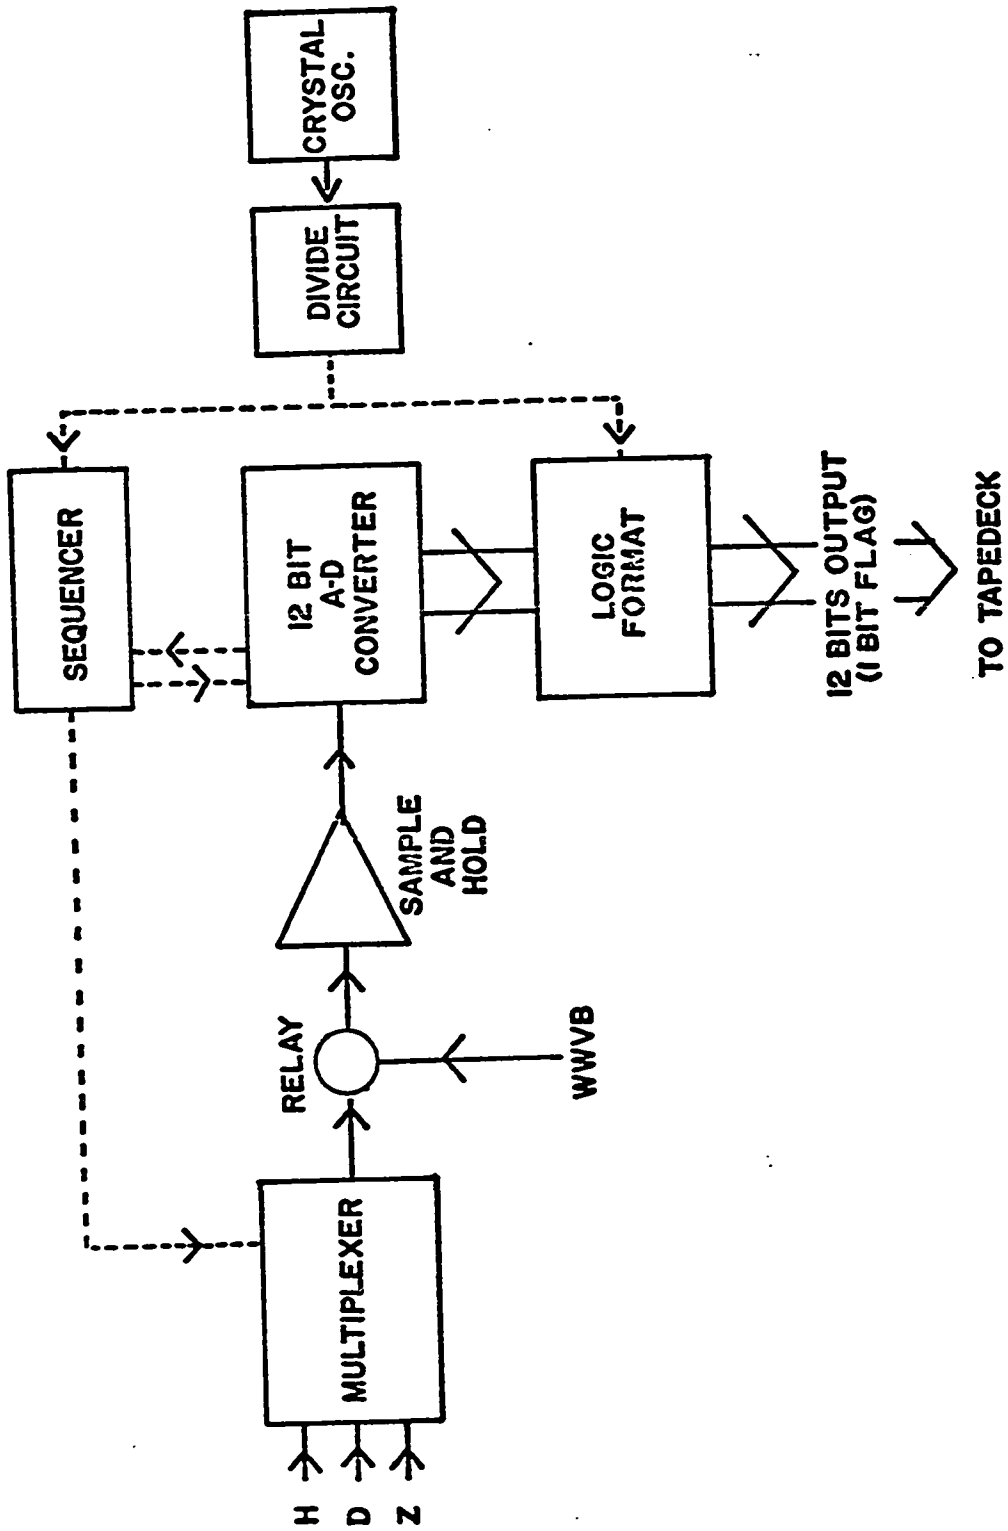 SEQUENCER
CRYSTAL
OSC.
DIVIDE
CIRCUIT
H
D
Z
MULTIPLEXER
RELAY
WWVB
SAMPLE
AND
HOLD
12 BIT
A-D
CONVERTER
LOGIC
FORMAT
12 BITS OUTPUT
(1 BIT FLAG)
TO TAPEDECK